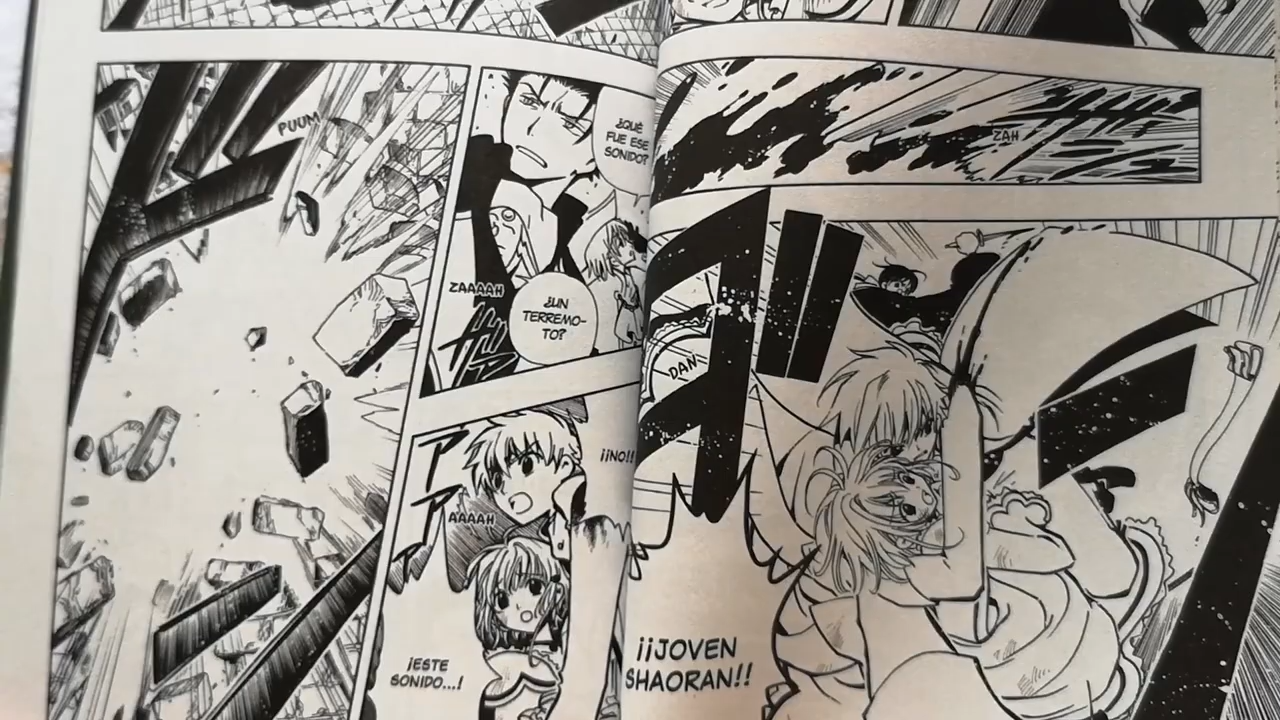 PUUM
¿QUÉ
FUE ESE
SONIDO?
ZAAAAH
¿UN
TERREMO-
TO?
¡¡NO!!
AAAAH
¡ESTE
SONIDO...!
ZAH
DAN
¡¡JOVEN
SHAORAN!!